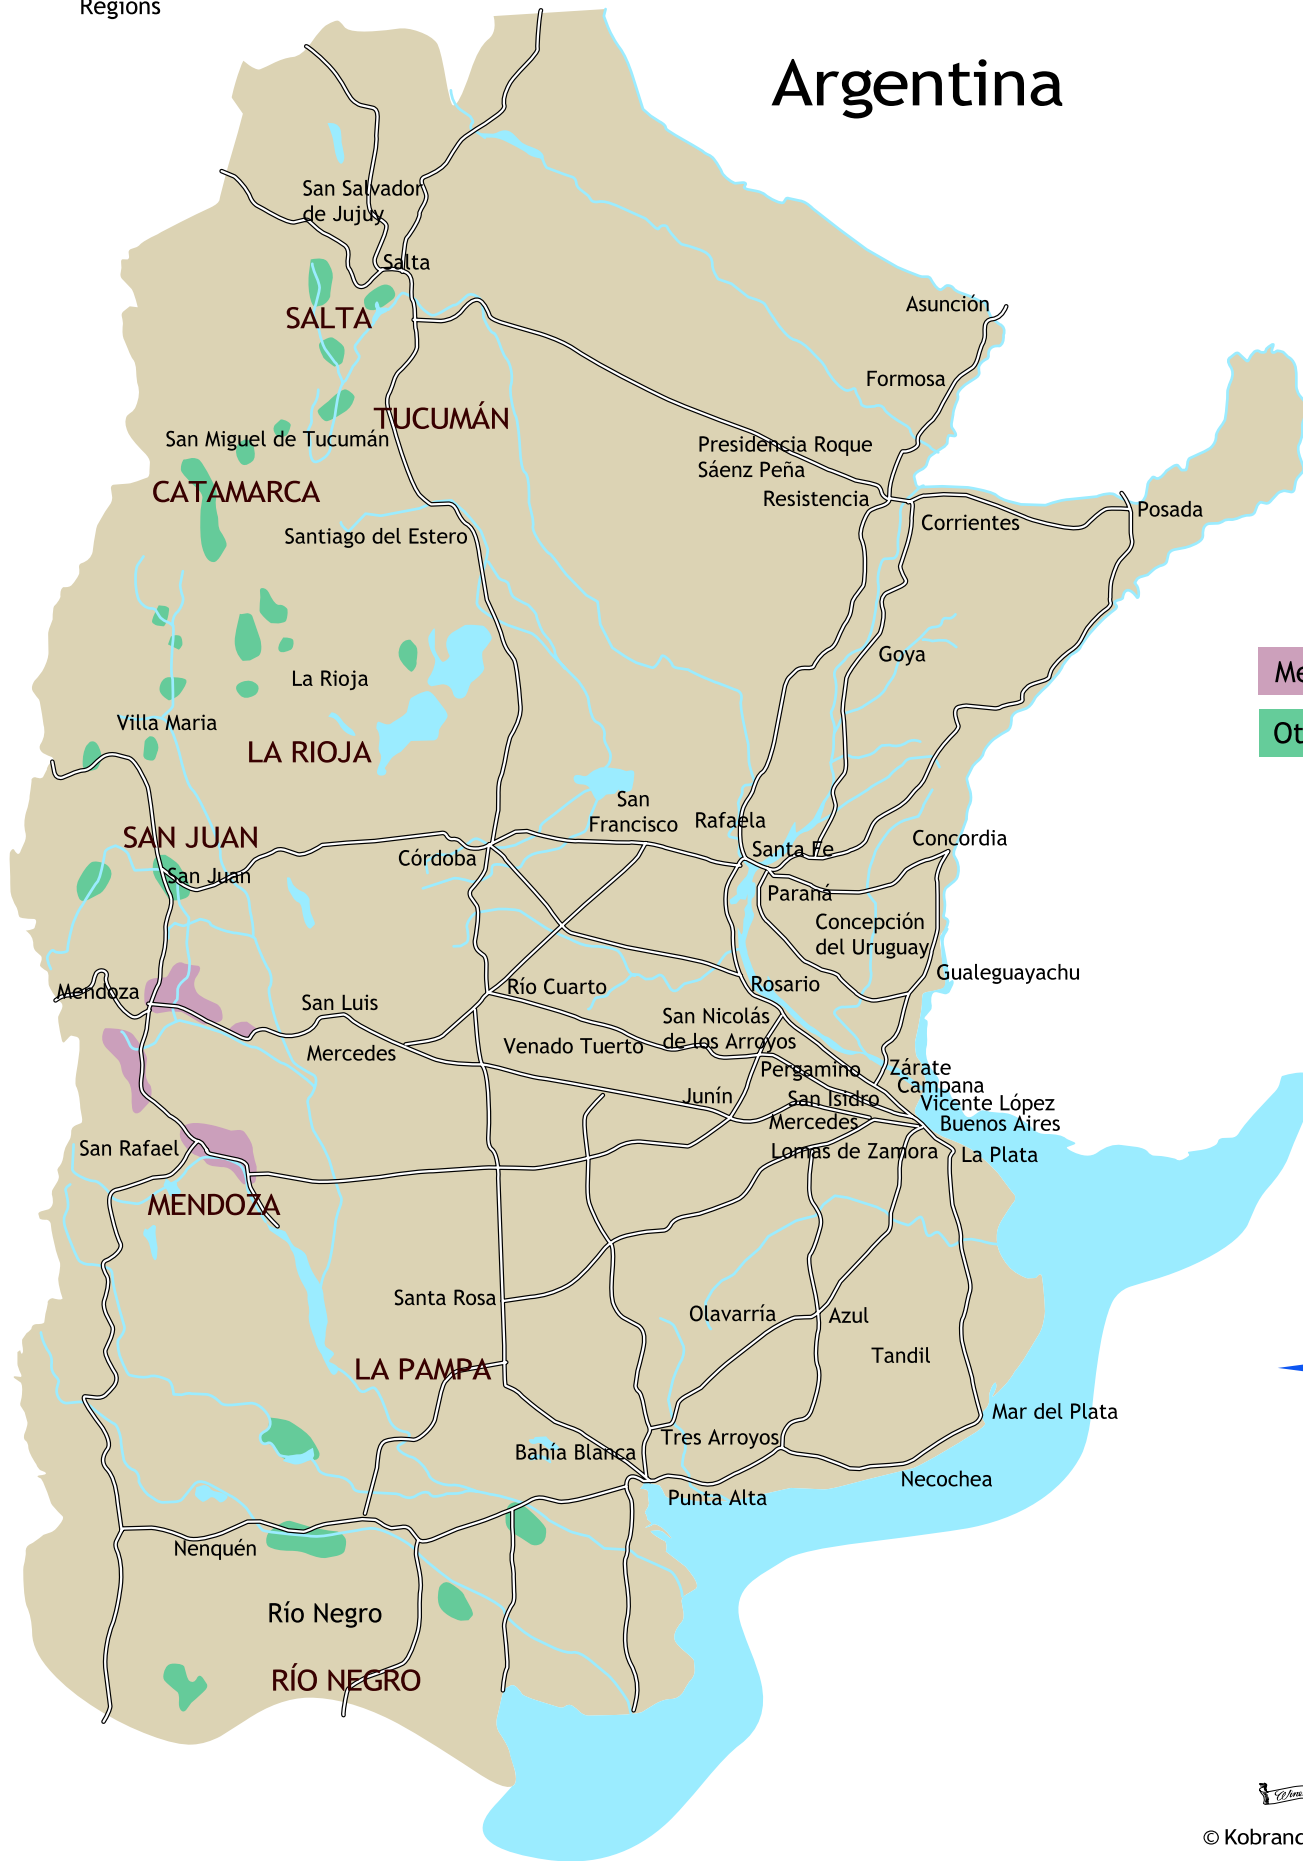 Regions
Argentina
San Salvador
de Jujuy
Salta
SALTA
Asunción
Formosa
TUCUMÁN
San Miguel de Tucumán
Presidencia Roque
Sáenz Peña
CATAMARCA
Resistencia
Posada
Corrientes
Santiago del Estero
Goya
La Rioja
Me
Villa Maria
Ot
LA RIOJA
San
Francisco
Rafaela
SAN JUAN
Concordia
Córdoba
Santa Fe
San Juan
Paraná
Concepción
del Uruguay
Gualeguayachu
Mendoza
Río Cuarto
Rosario
San Luis
San Nicolás
de los Arroyos
Mercedes
Venado Tuerto
Pergamino
Zárate
Campana
Junín
San Isidro
Vicente López
Mercedes
Buenos Aires
San Rafael
Lomas de Zamora
La Plata
MENDOZA
Santa Rosa
Olavarría
Azul
Tandil
LA PAMPA
Mar del Plata
Tres Arroyos
Bahía Blanca
Necochea
Punta Alta
Nenquén
Río Negro
RÍO NEGRO
Wine
© Kobranc